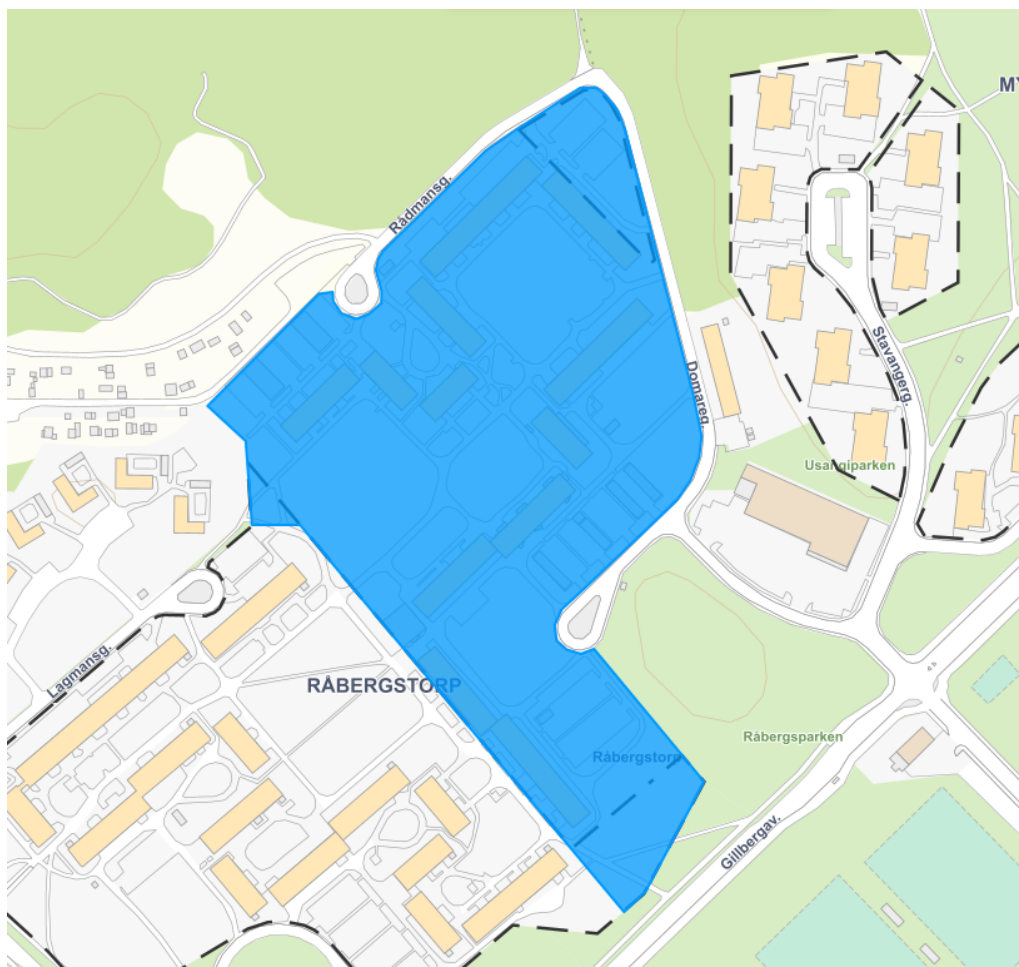 MY
Rådmansg.
Stavangerg.
Domareg.
Usangiparken
Lagmansg.
RÅBERGSTORP
Råbergsparken
Råbergstorp
Gillbergav.